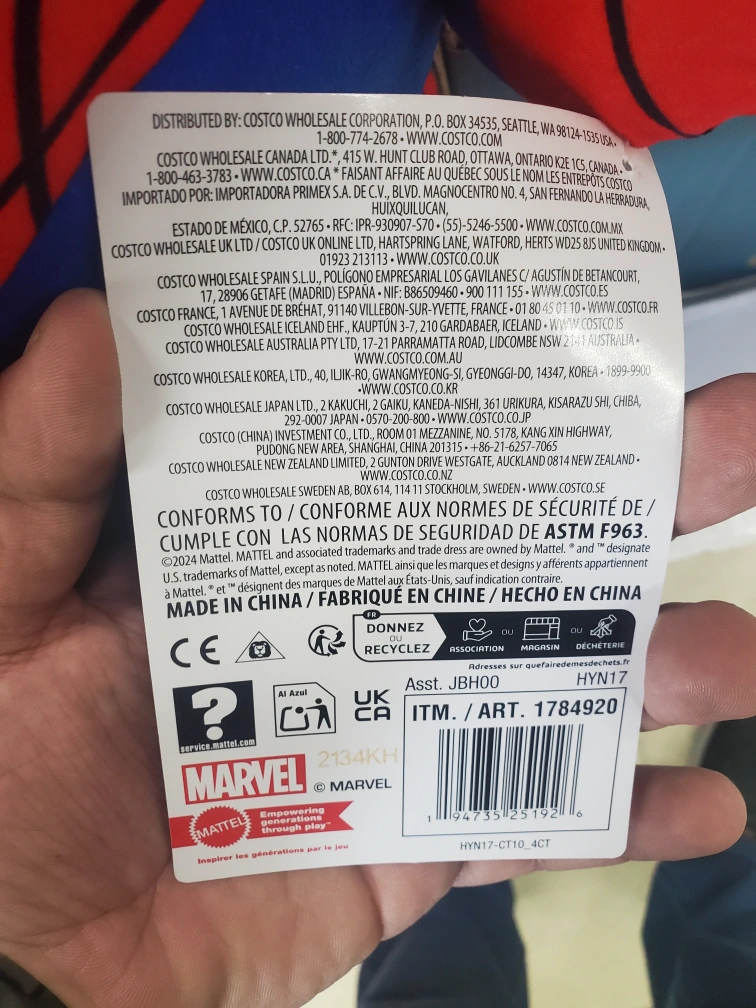 DISTRIBUTED BY: COSTCO WHOLESALE CORPORATION, P.O. BOX 34535, SEATTLE, WA 98124-1535 USA •
1-800-774-2678 • WWW.COSTCO.COM
COSTCO WHOLESALE CANADA LTD.*, 415 W. HUNT CLUB ROAD, OTTAWA, ONTARIO K2E 1C5, CANADA •
1-800-463-3783 • WWW.COSTCO.CA * FAISANT AFFAIRE AU QUÉBEC SOUS LE NOM LES ENTREPÔTS COSTCO
IMPORTADO POR: IMPORTADORA PRIMEX S.A. DE C.V., BLVD. MAGNOCENTRO NO. 4, SAN FERNANDO LA HERRADURA,
HUIXQUILUCAN,
ESTADO DE MÉXICO, C.P. 52765 • RFC: IPR-930907-S70 • (55)-5246-5500 • WWW.COSTCO.COM.MX
COSTCO WHOLESALE UK LTD / COSTCO UK ONLINE LTD, HARTSPRING LANE, WATFORD, HERTS WD25 8JS UNITED KINGDOM •
01923 213113 • WWW.COSTCO.CO.UK
COSTCO WHOLESALE SPAIN S.L.U., POLÍGONO EMPRESARIAL LOS GAVILANES C/ AGUSTÍN DE BETANCOURT,
17, 28906 GETAFE (MADRID) ESPAÑA • NIF: B86509460 • 900 111 155 • WWW.COSTCO.ES
COSTCO FRANCE, 1 AVENUE DE BRÉHAT, 91140 VILLEBON-SUR-YVETTE, FRANCE • 01 80 45 01 10 • WWW.COSTCO.FR
COSTCO WHOLESALE ICELAND EHF., KAUPTÚN 3-7, 210 GARDABAER, ICELAND • WWW.COSTCO.IS
COSTCO WHOLESALE AUSTRALIA PTY LTD, 17-21 PARRAMATTA ROAD, LIDCOMBE NSW 2141 AUSTRALIA •
WWW.COSTCO.COM.AU
COSTCO WHOLESALE KOREA, LTD., 40, ILJIK-RO, GWANGMYEONG-SI, GYEONGGI-DO, 14347, KOREA • 1899-9900
•WWW.COSTCO.CO.KR
COSTCO WHOLESALE JAPAN LTD., 2 KAKUCHI, 2 GAIKU, KANEDA-NISHI, 361 URIKURA, KISARAZU SHI, CHIBA,
292-0007 JAPAN • 0570-200-800 • WWW.COSTCO.CO.JP
COSTCO (CHINA) INVESTMENT CO., LTD., ROOM 01 MEZZANINE, NO. 5178, KANG XIN HIGHWAY,
PUDONG NEW AREA, SHANGHAI, CHINA 201315 • +86-21-6257-7065
COSTCO WHOLESALE NEW ZEALAND LIMITED, 2 GUNTON DRIVE WESTGATE, AUCKLAND 0814 NEW ZEALAND •
WWW.COSTCO.CO.NZ
COSTCO WHOLESALE SWEDEN AB, BOX 614, 114 11 STOCKHOLM, SWEDEN • WWW.COSTCO.SE
CONFORMS TO / CONFORME AUX NORMES DE SÉCURITÉ DE /
CUMPLE CON LAS NORMAS DE SEGURIDAD DE ASTM F963.
©2024 Mattel. MATTEL and associated trademarks and trade dress are owned by Mattel. ® and ™ designate
U.S. trademarks of Mattel, except as noted. MATTEL ainsi que les marques et designs y afférents appartiennent
à Mattel. ® et ™ désignent des marques de Mattel aux États-Unis, sauf indication contraire.
MADE IN CHINA / FABRIQUÉ EN CHINE / HECHO EN CHINA
CE
FR
DONNEZ
OU
RECYCLEZ
ASSOCIATION OU MAGASIN OU DÉCHÈTERIE
Adresses sur quefairedemesdechets.fr
?
service.mattel.com
Al Azul
UK
CA
Asst. JBH00 HYN17
ITM. / ART. 1784920
1 94735 25192 6
HYN17-CT10_4CT
MARVEL
2134KH
© MARVEL
MATTEL
Empowering
generations
through play™
Inspirer les générations par le jeu